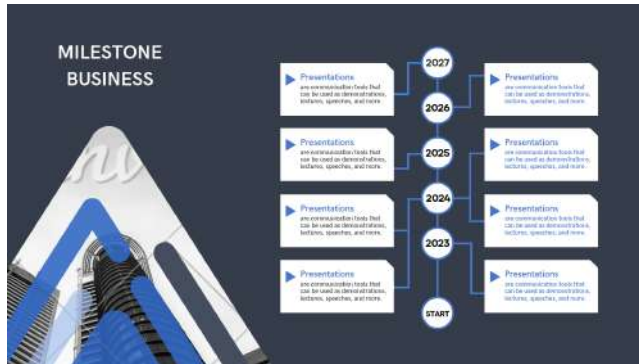 MILESTONE
BUSINESS
Presentations
are communication tools that
can be used as demonstrations,
lectures, speeches, and more.
Presentations
are communication tools that
can be used as demonstrations,
lectures, speeches, and more.
Presentations
are communication tools that
can be used as demonstrations,
lectures, speeches, and more.
Presentations
are communication tools that
can be used as demonstrations,
lectures, speeches, and more.
2027
2026
2025
2024
2023
START
Presentations
are communication tools that
can be used as demonstrations,
lectures, speeches, and more.
Presentations
are communication tools that
can be used as demonstrations,
lectures, speeches, and more.
Presentations
are communication tools that
can be used as demonstrations,
lectures, speeches, and more.
Presentations
are communication tools that
can be used as demonstrations,
lectures, speeches, and more.